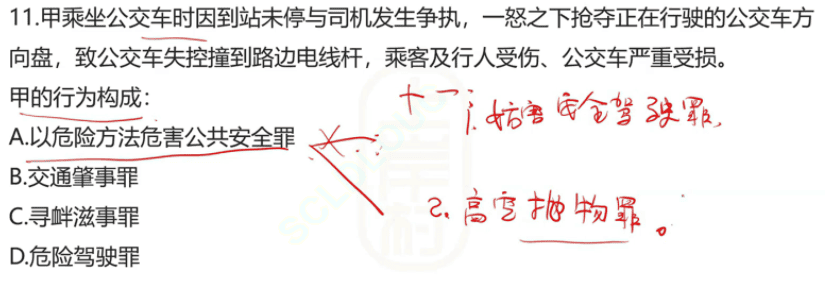 11.甲乘坐公交车时因到站未停与司机发生争执，一怒之下抢夺正在行驶的公交车方
向盘，致公交车失控撞到路边电线杆，乘客及行人受伤、公交车严重受损。
甲的行为构成：
十一：
1.妨害安全驾驶罪，
A.以危险方法危害公共安全罪
B.交通肇事罪
C.寻衅滋事罪
2.高空抛物罪。
D.危险驾驶罪